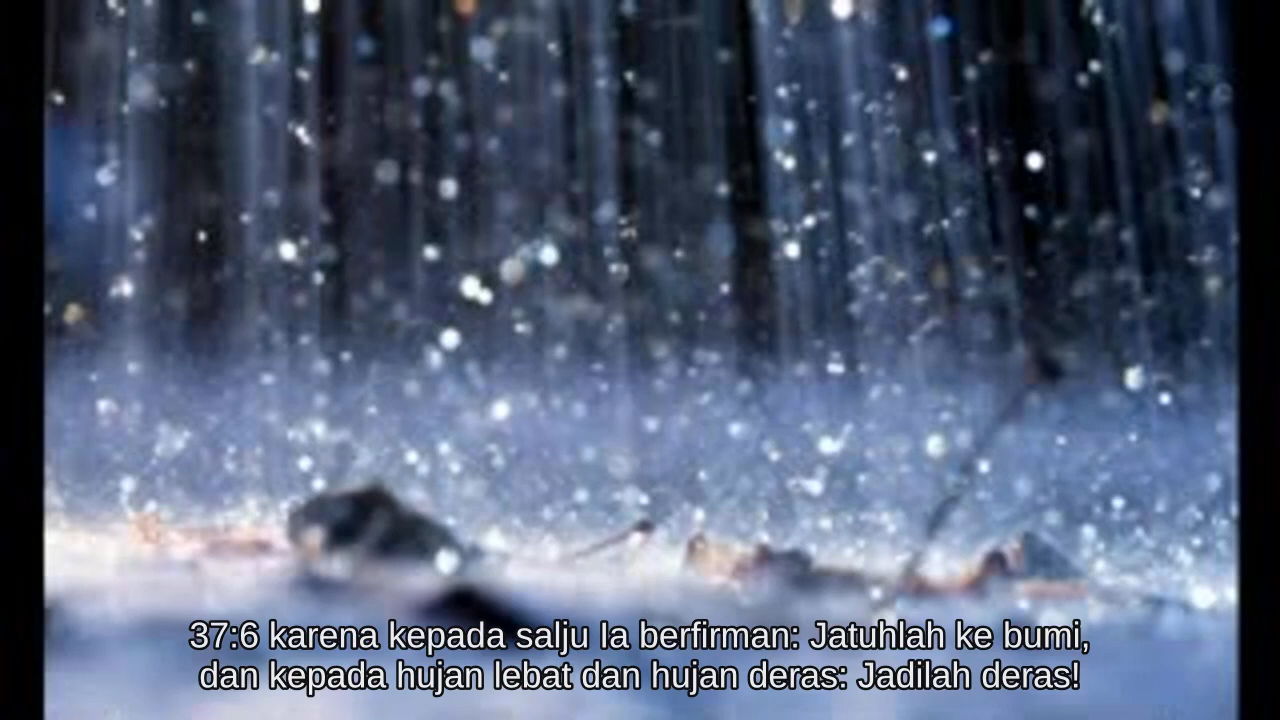 37:6 karena kepada salju Ia berfirman: Jatuhlah ke bumi,
dan kepada hujan lebat dan hujan deras: Jadilah deras!